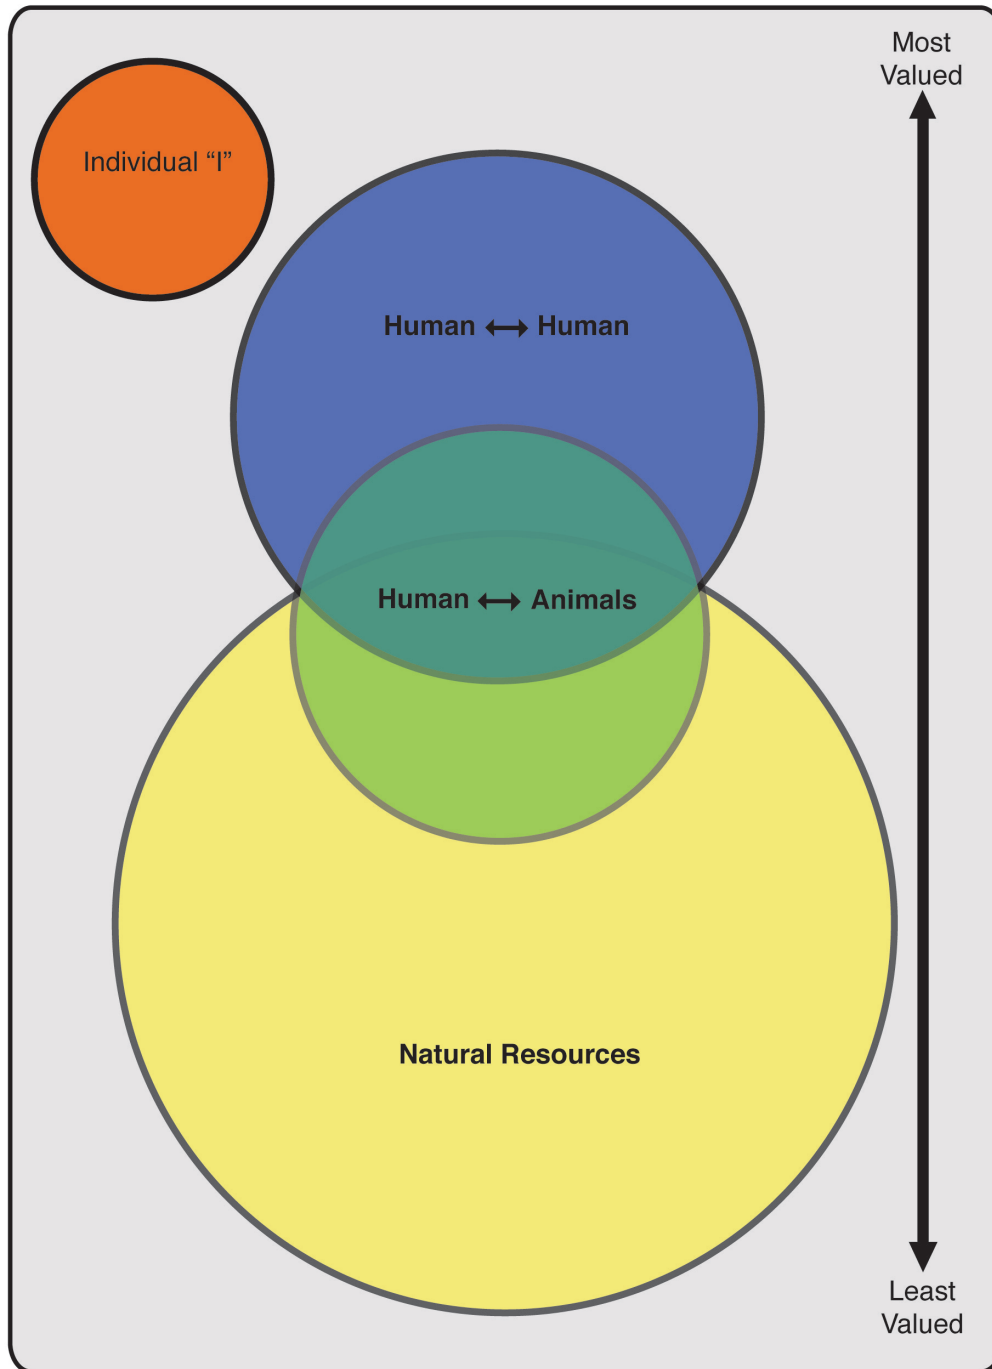 Most
Valued
Individual “I”
Human ↔ Human
Human ↔ Animals
Natural Resources
Least
Valued